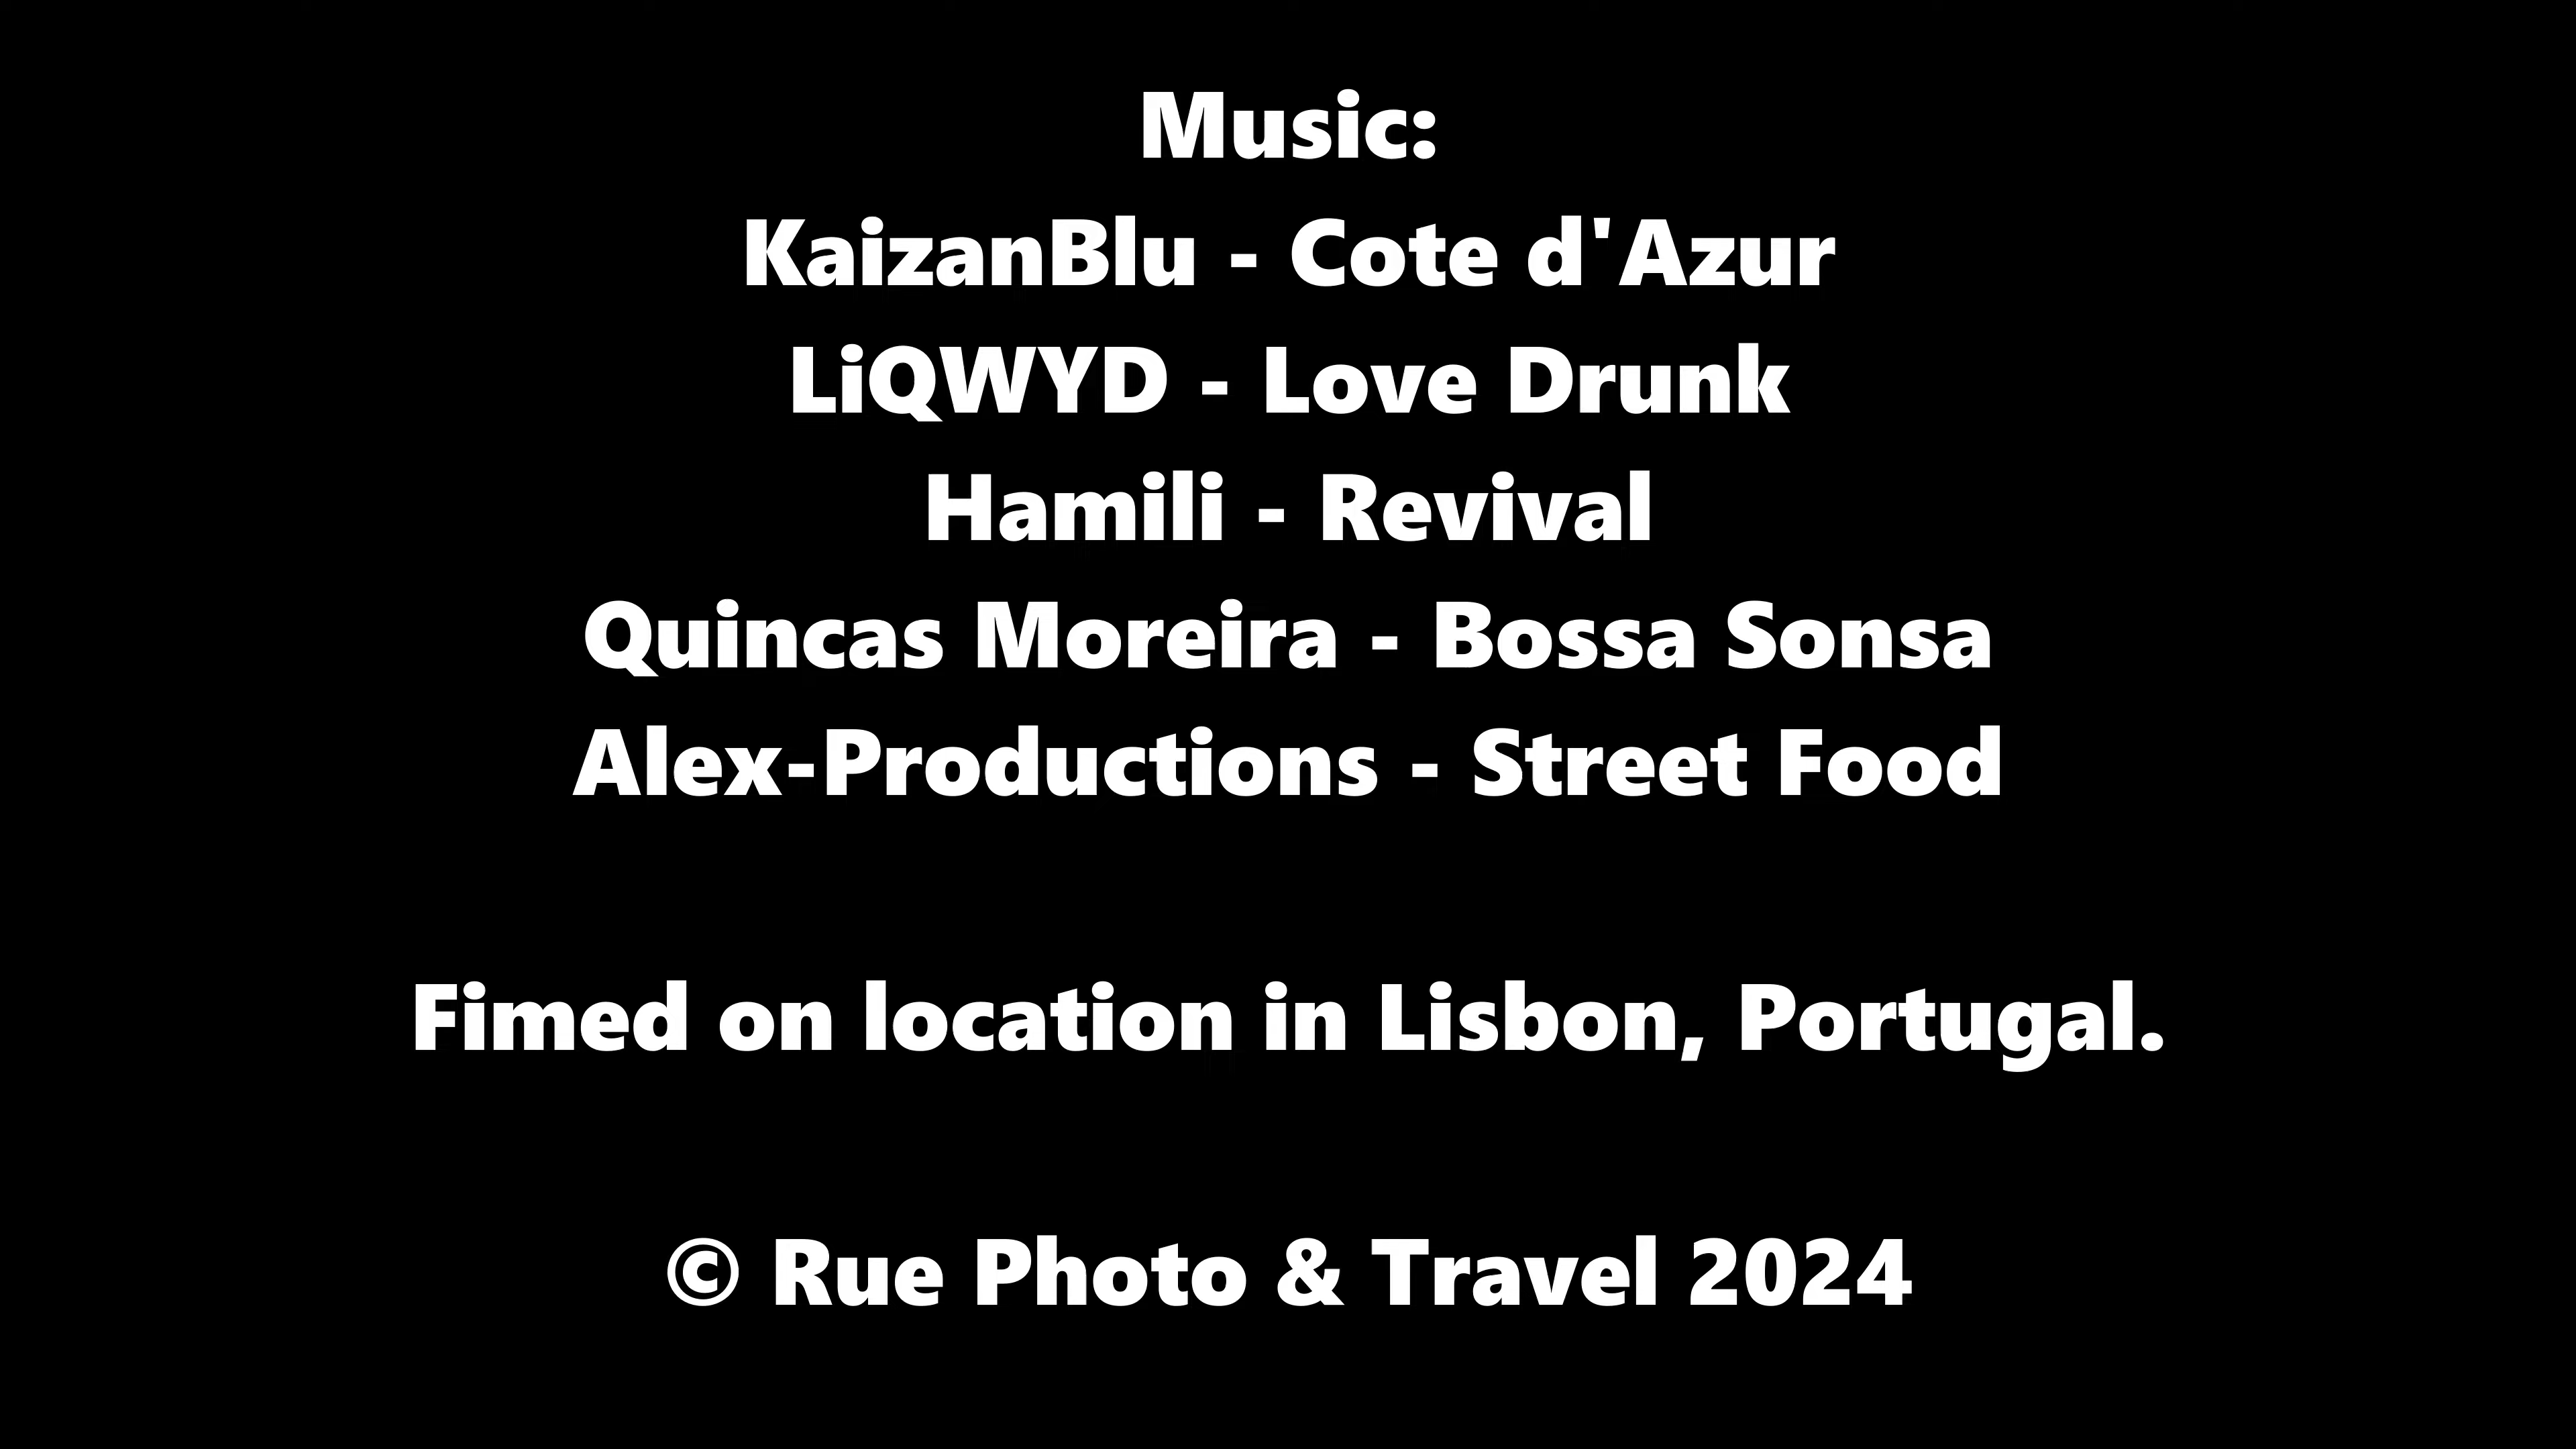 Music:
KaizanBlu - Cote d'Azur
LiQWYD - Love Drunk
Hamili - Revival
Quincas Moreira - Bossa Sonsa
Alex-Productions - Street Food
Fimed on location in Lisbon, Portugal.
© Rue Photo & Travel 2024